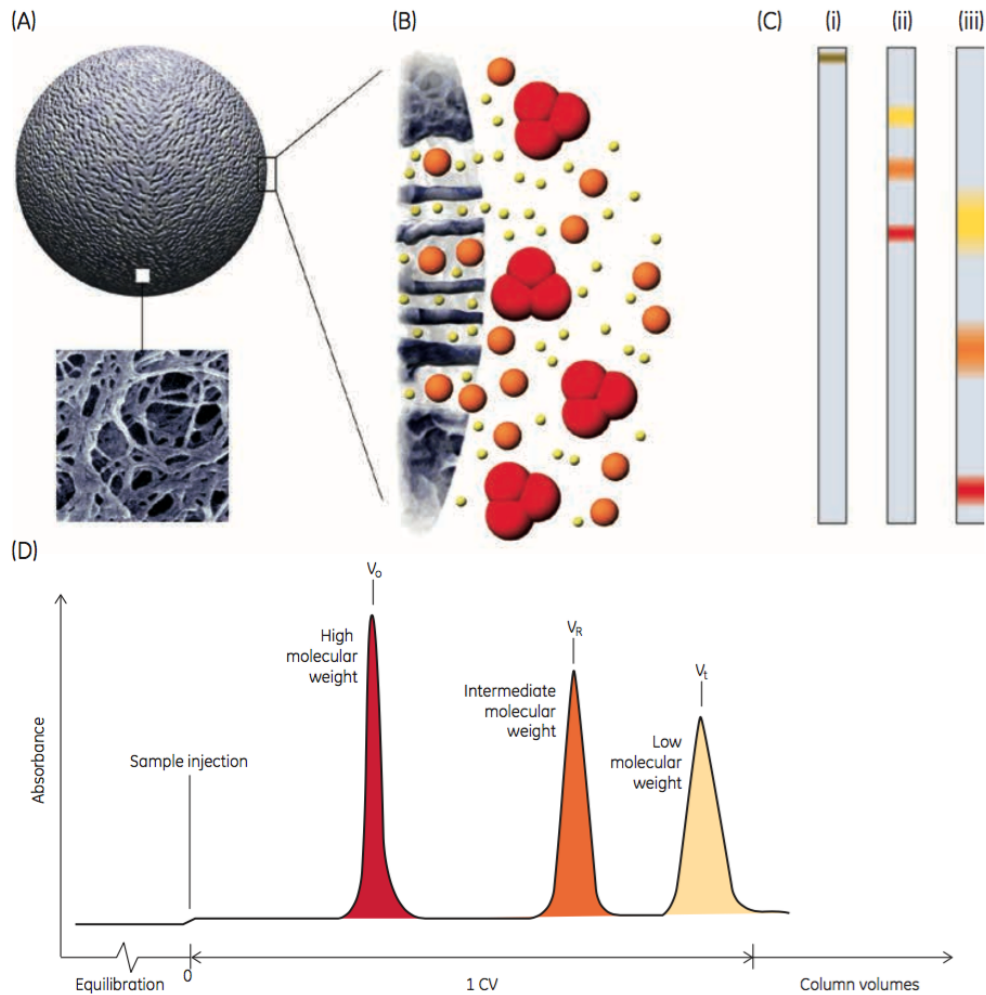 (A)
(B)
(C)
(i)
(ii)
(iii)
(D)
Vo
High
molecular
weight
VR
Intermediate
molecular
weight
Vt
Low
molecular
weight
Sample injection
Absorbance
Equilibration
0
1 CV
Column volumes